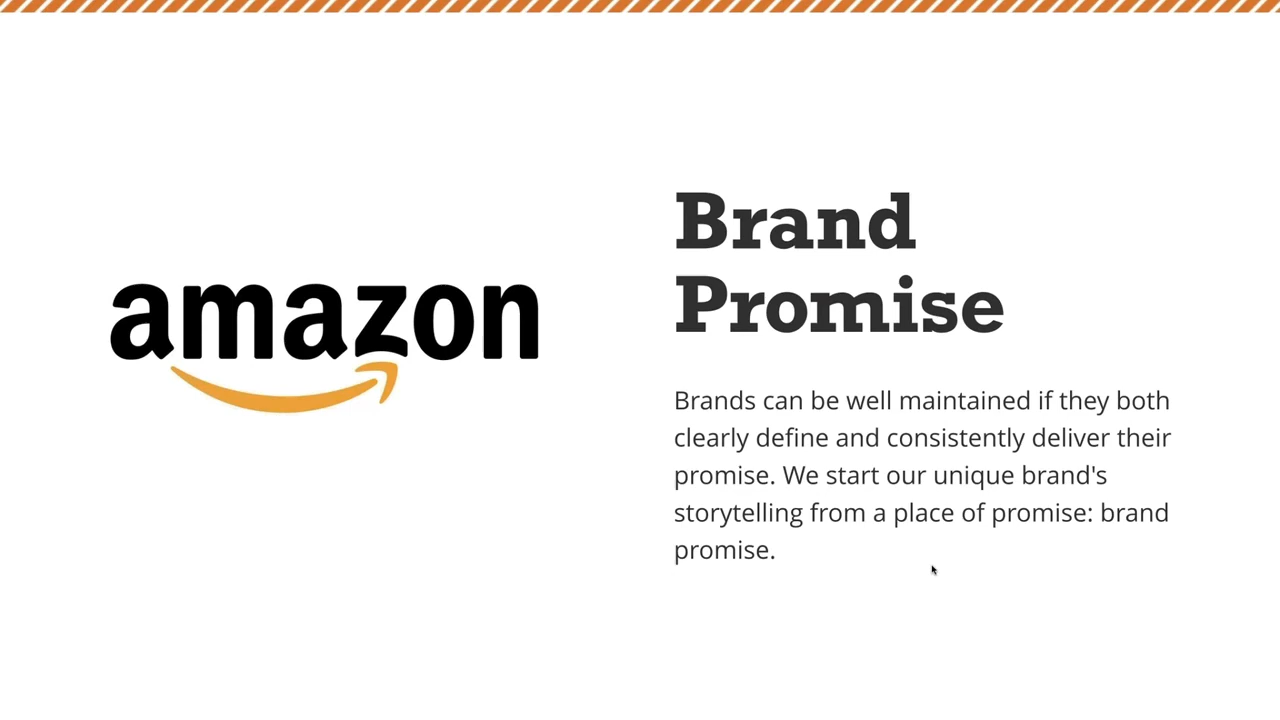 amazon
Brand
Promise
Brands can be well maintained if they both
clearly define and consistently deliver their
promise. We start our unique brand's
storytelling from a place of promise: brand
promise.